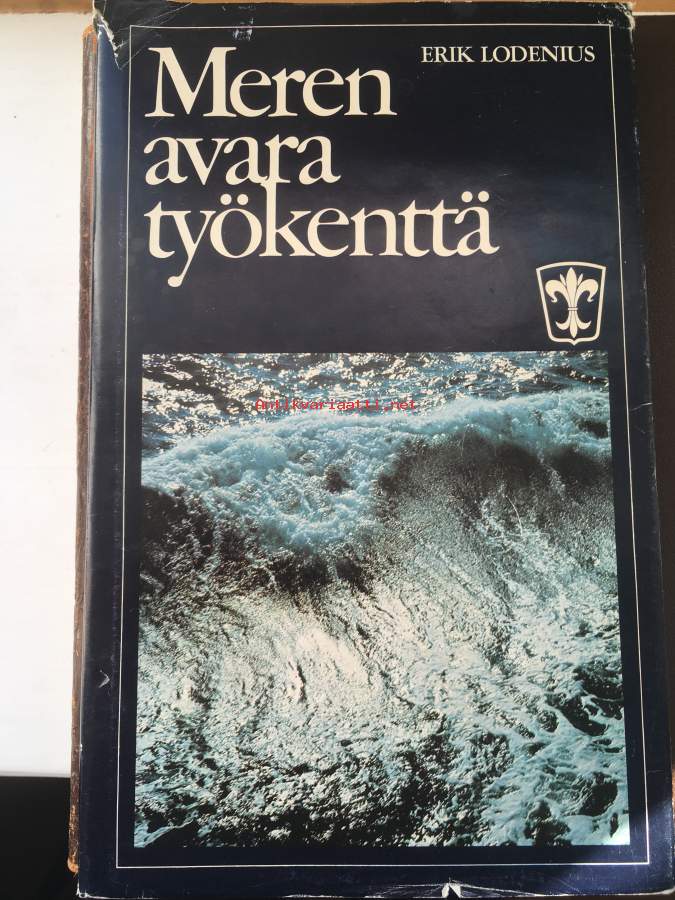 ERIK LODENIUS
Meren
avara
työkenttä
Antikvariaatti.net